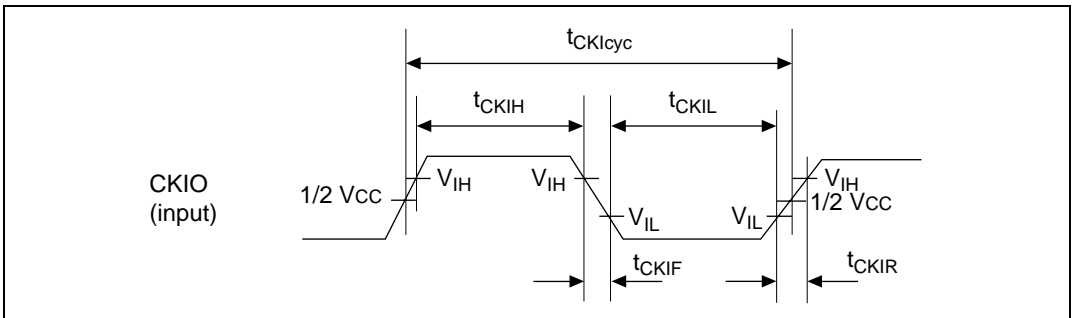 tCKIcyc
tCKIH
tCKIL
CKIO
(input)
1/2 VCC
VIH
VIH
VIL
VIL
VIH
1/2 VCC
tCKIF
tCKIR